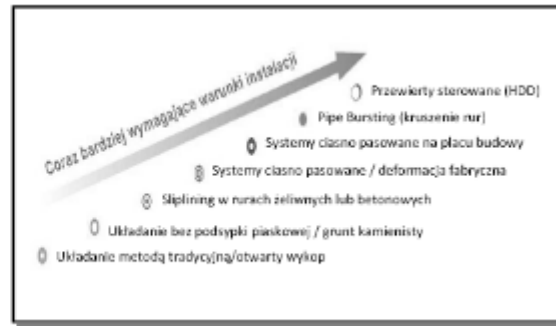 Coraz bardziej wymagające warunki instalacji
Przewierty sterowane (HDD)
Pipe Bursting (kruszenie rur)
Systemy ciasno pasowane na placu budowy
Systemy ciasno pasowane / deformacja fabryczna
Sliplining w rurach żeliwnych lub betonowych
Układanie bez podsypki piaskowej / grunt kamienisty
Układanie metodą tradycyjną/otwarty wykop